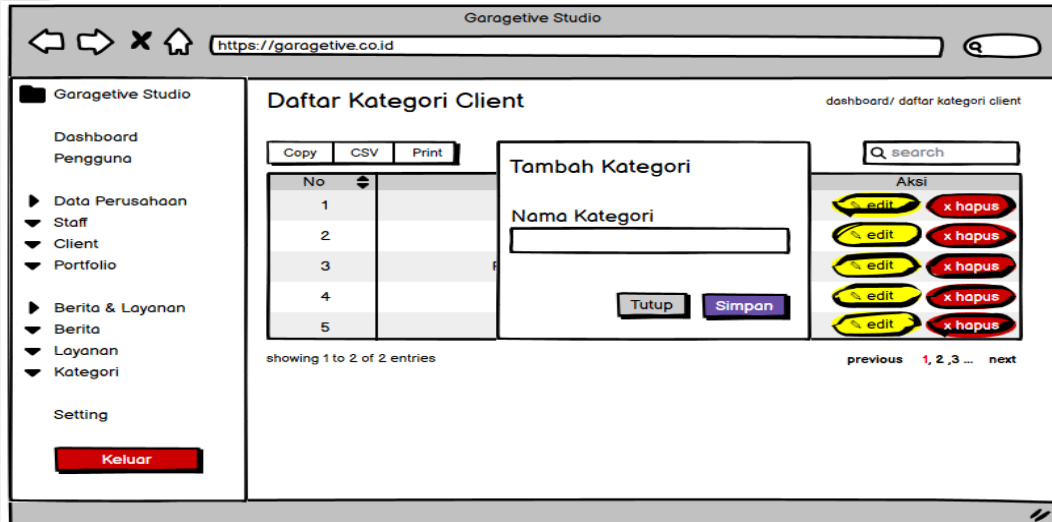 Garagetive Studio
https://garagetive.co.id
Garagetive Studio
Dashboard
Pengguna
Data Perusahaan
Staff
Client
Portfolio
Berita & Layanan
Berita
Layanan
Kategori
Setting
Keluar
Daftar Kategori Client
dashboard/ daftar kategori client
Copy CSV Print
search
No Aksi
1 edit x hapus
2 edit x hapus
3 edit x hapus
4 edit x hapus
5 edit x hapus
Tambah Kategori
Nama Kategori
Tutup Simpan
showing 1 to 2 of 2 entries
previous 1, 2 ,3 ... next